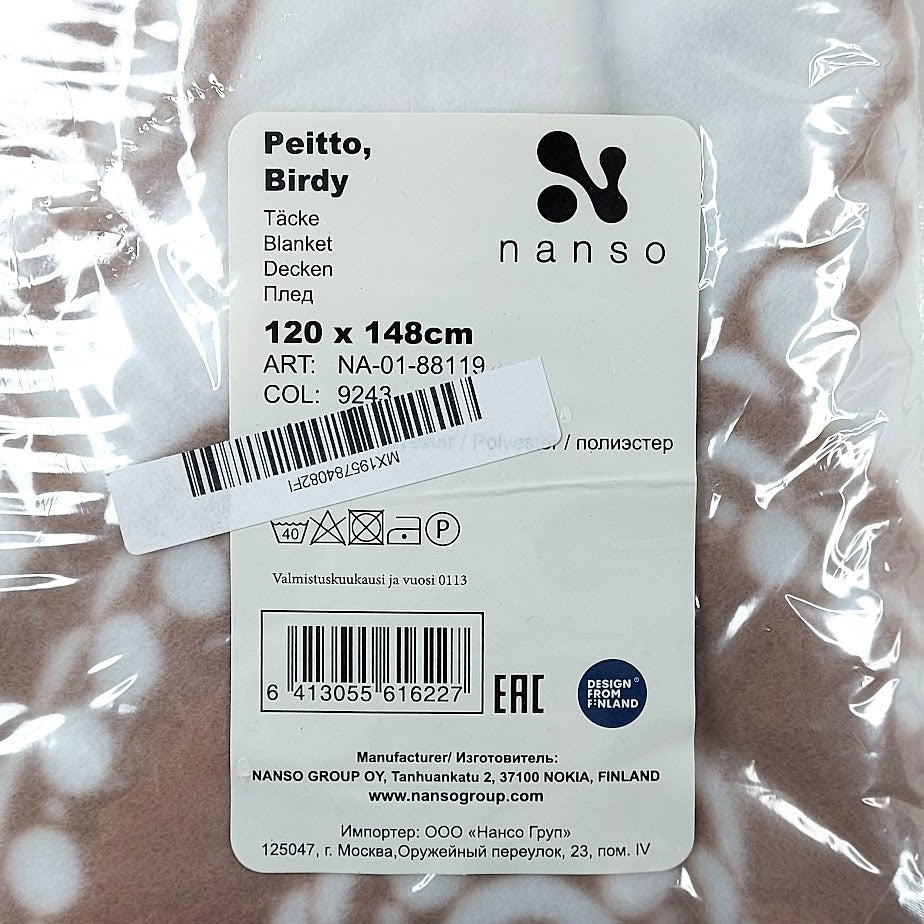 Peitto,
Birdy
nanso
Täcke
Blanket
Decken
Плед
120 x 148cm
ART: NA-01-88119
COL: 9243
/ Polyester / полиэстер
MX195784082FI
40
P
Valmistuskuukausi ja vuosi 0113
6 413055 616227
EAC
DESIGN
FROM
FINLAND
Manufacturer/ Изготовитель:
NANSO GROUP OY, Tanhuankatu 2, 37100 NOKIA, FINLAND
www.nansogroup.com
Импортер: ООО «Нансо Груп»
125047, г. Москва,Оружейный переулок, 23, пом. IV